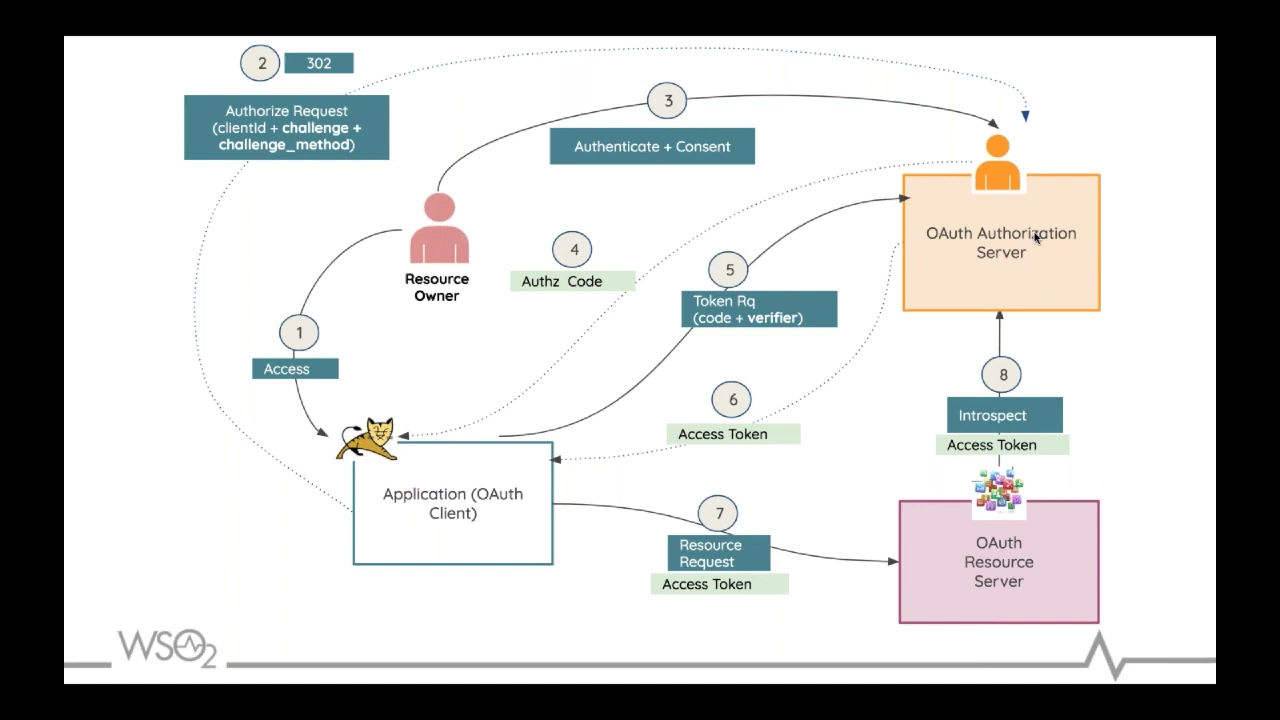 2
302
Authorize Request
(clientId + challenge +
challenge_method)
3
Authenticate + Consent
Resource
Owner
4
Authz Code
5
Token Rq
(code + verifier)
OAuth Authorization
Server
1
Access
6
Access Token
8
Introspect
Access Token
Application (OAuth
Client)
7
Resource
Request
Access Token
OAuth
Resource
Server
WSO2